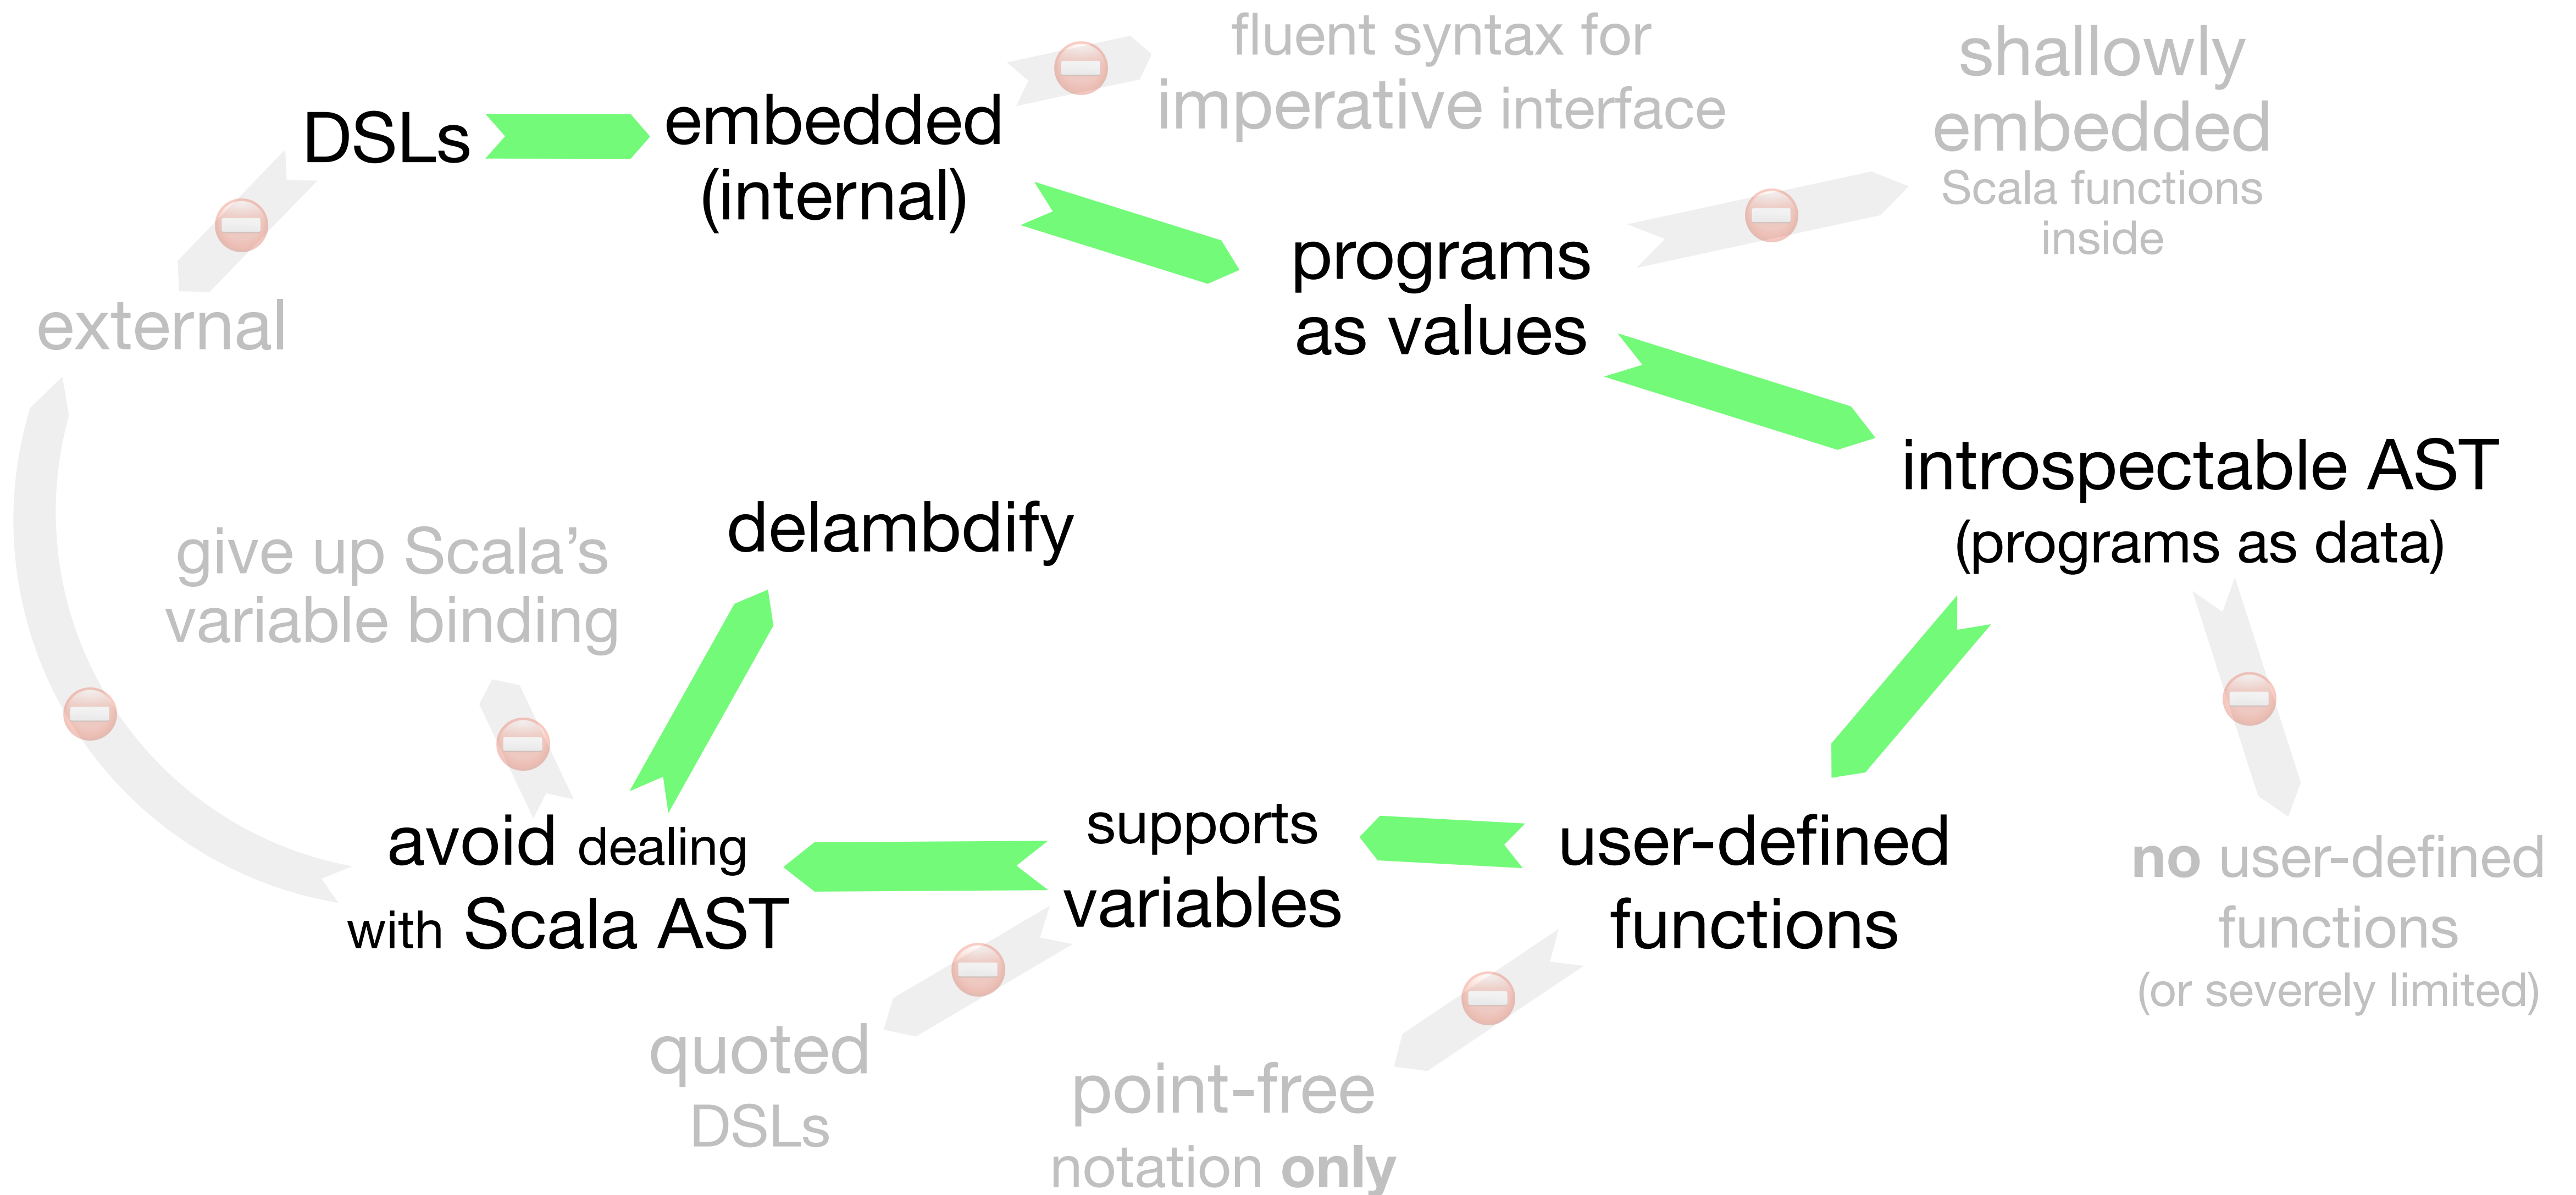 DSLs
embedded
(internal)
fluent syntax for
imperative interface
shallowly
embedded
Scala functions
inside
external
programs
as values
introspectable AST
(programs as data)
delambdify
give up Scala’s
variable binding
avoid dealing
with Scala AST
supports
variables
user-defined
functions
no user-defined
functions
(or severely limited)
quoted
DSLs
point-free
notation only